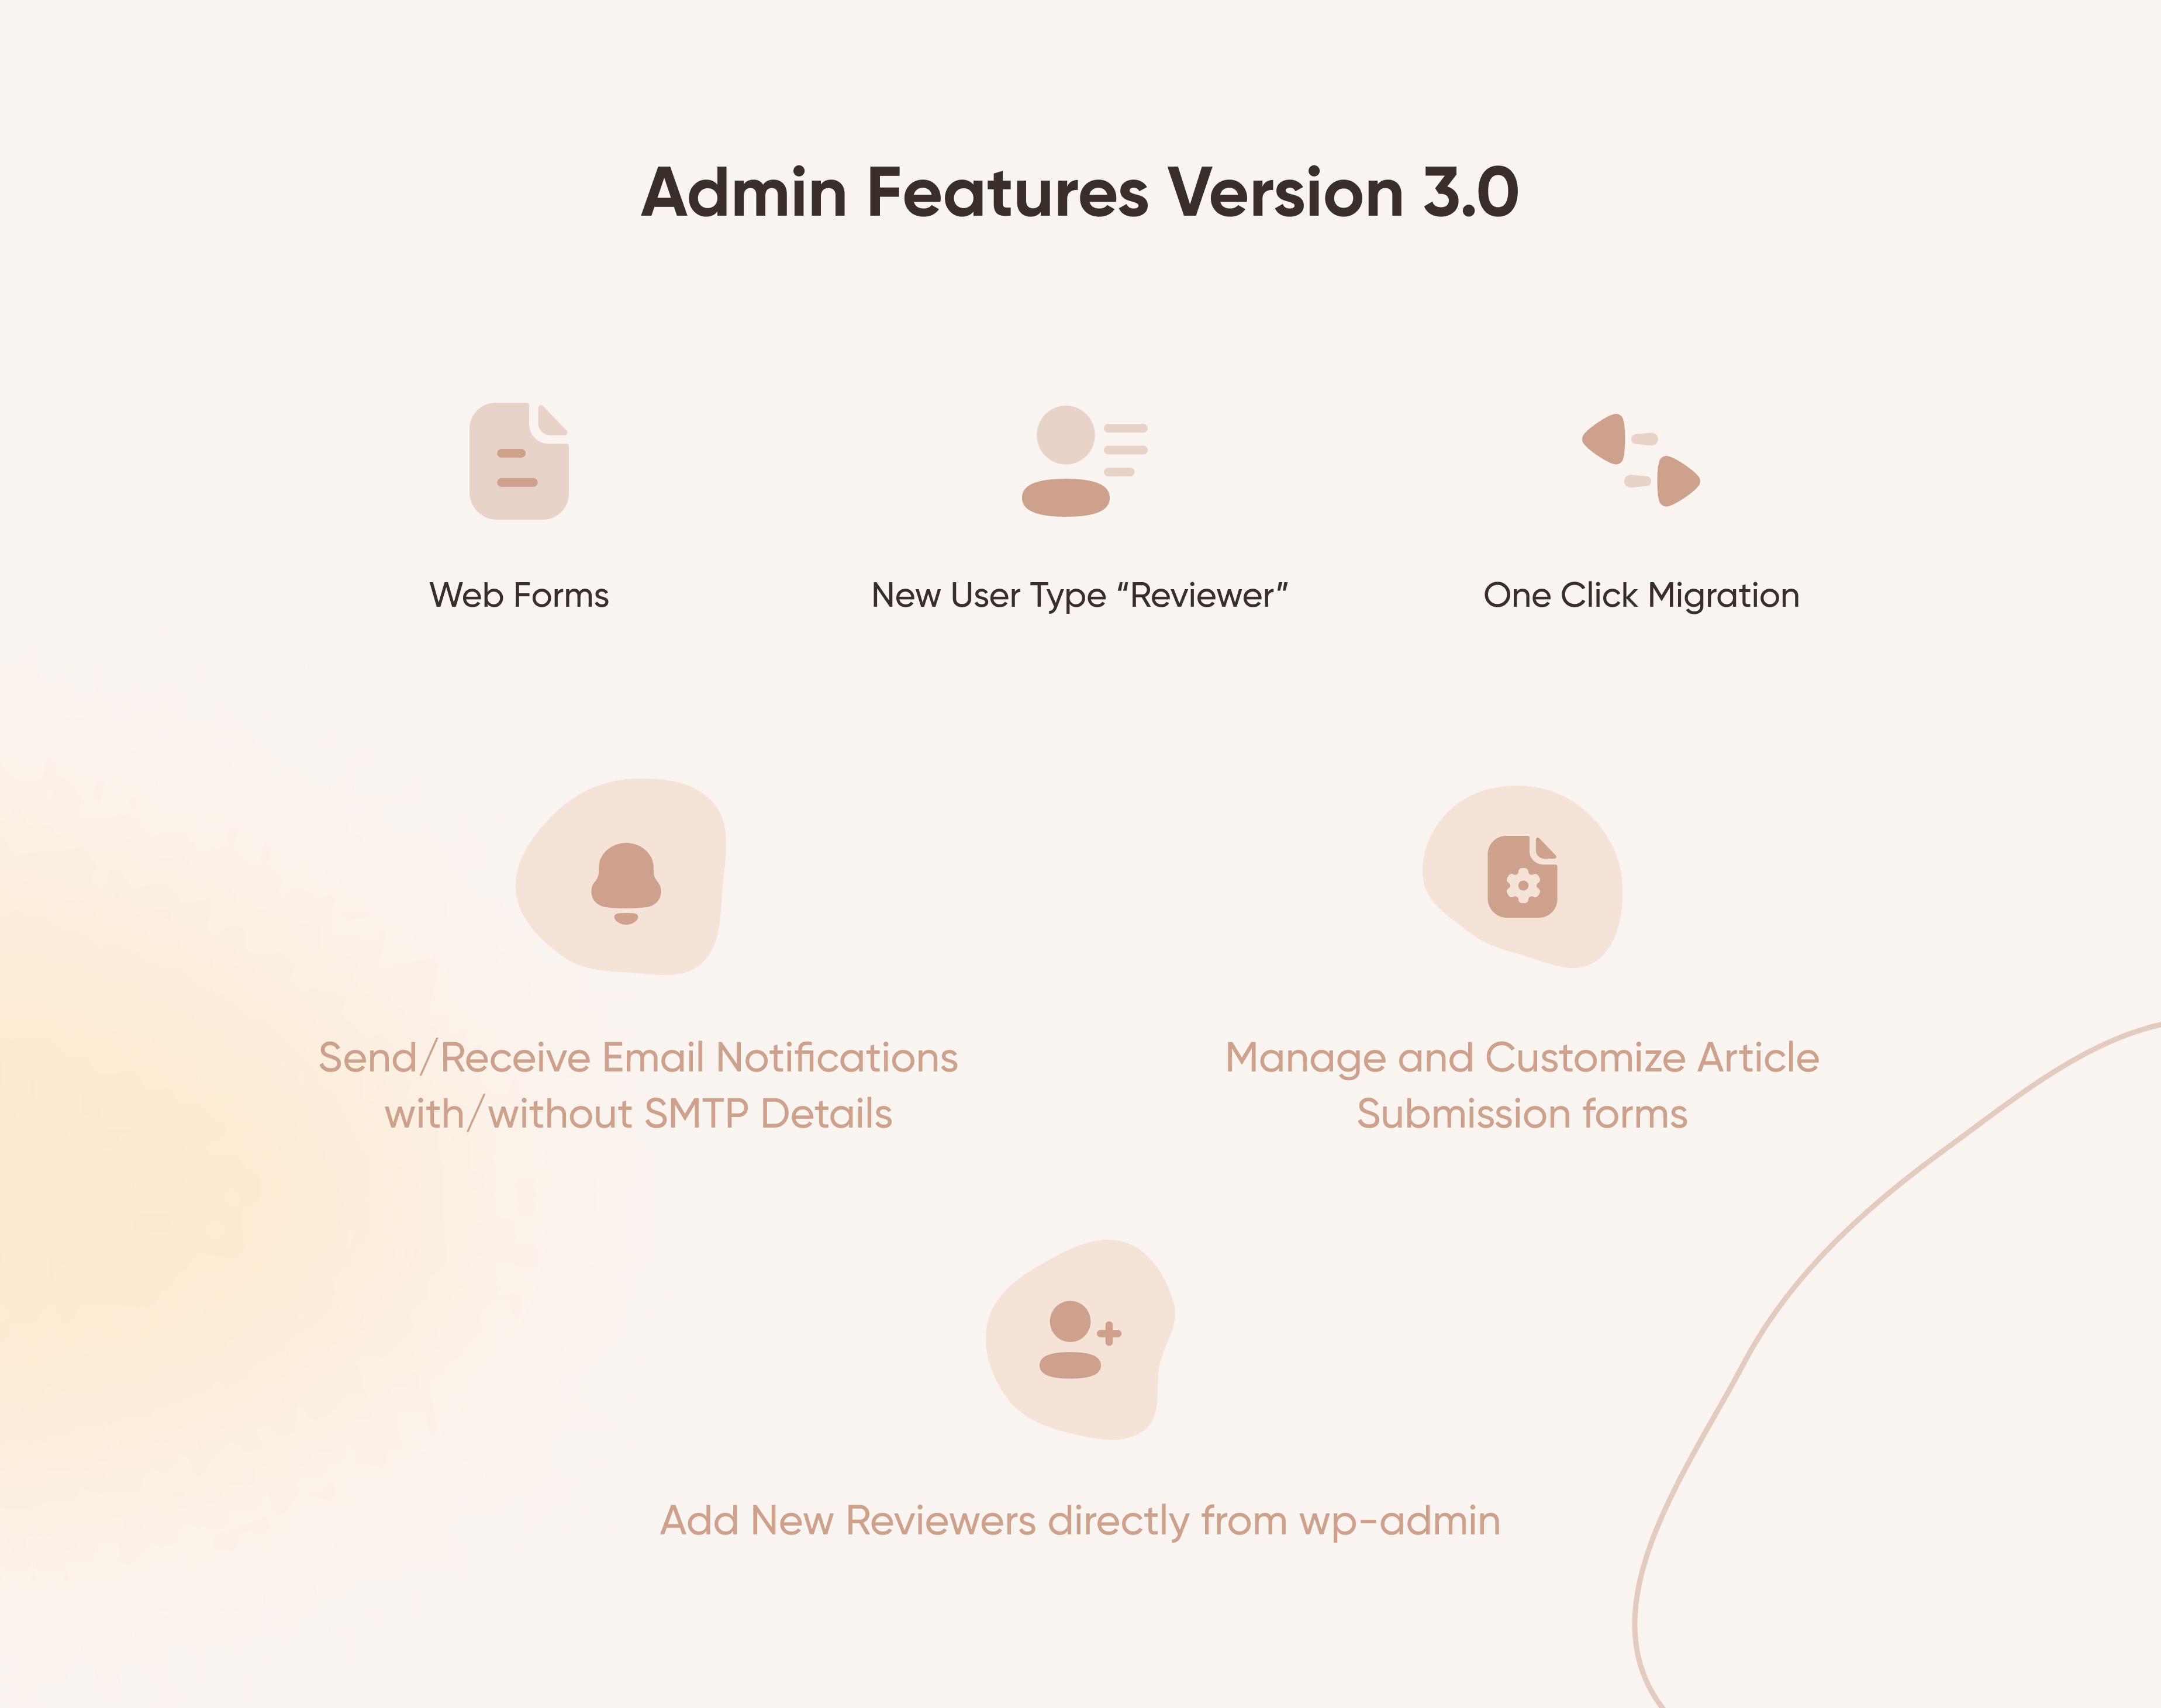 Admin Features Version 3.0
Web Forms
New User Type “Reviewer”
One Click Migration
Send/Receive Email Notifications
with/without SMTP Details
Manage and Customize Article
Submission forms
Add New Reviewers directly from wp-admin